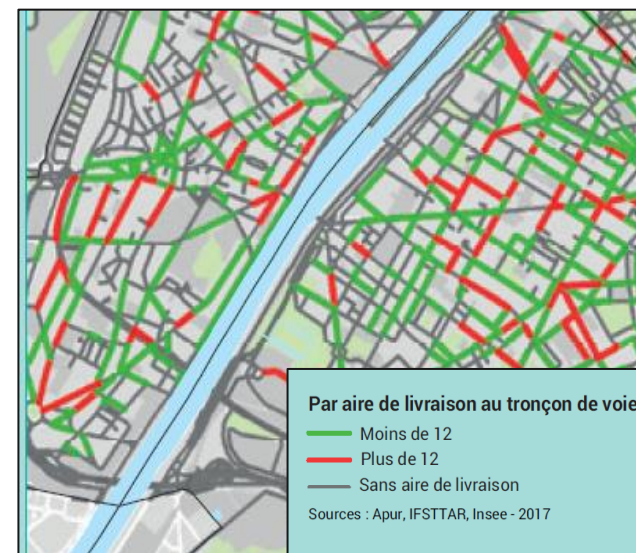 Par aire de livraison au tronçon de voie
Moins de 12
Plus de 12
Sans aire de livraison
Sources : Apur, IFSTTAR, Insee - 2017